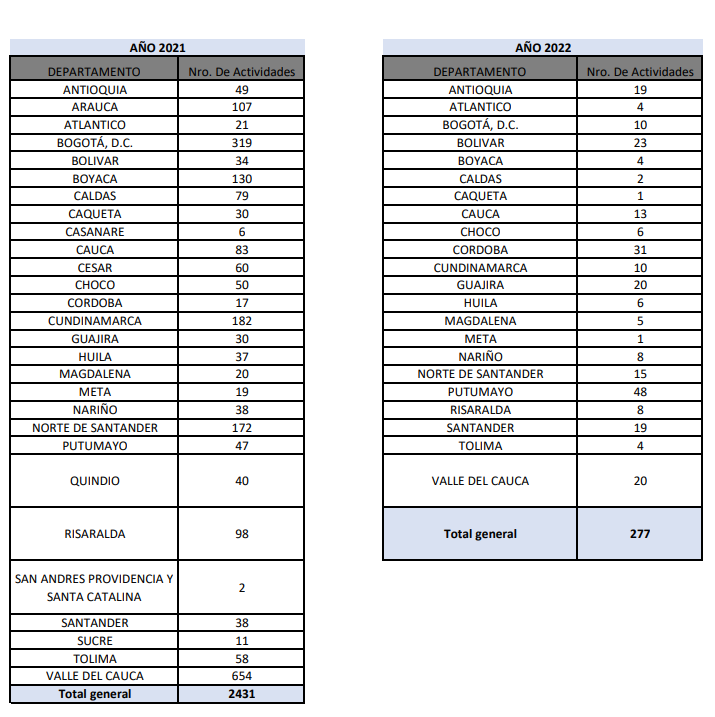 AÑO 2021
DEPARTAMENTO Nro. De Actividades
ANTIOQUIA 49
ARAUCA 107
ATLANTICO 21
BOGOTÁ, D.C. 319
BOLIVAR 34
BOYACA 130
CALDAS 79
CAQUETA 30
CASANARE 6
CAUCA 83
CESAR 60
CHOCO 50
CORDOBA 17
CUNDINAMARCA 182
GUAJIRA 30
HUILA 37
MAGDALENA 20
META 19
NARIÑO 38
NORTE DE SANTANDER 172
PUTUMAYO 47
QUINDIO 40
RISARALDA 98
SAN ANDRES PROVIDENCIA Y
SANTA CATALINA 2
SANTANDER 38
SUCRE 11
TOLIMA 58
VALLE DEL CAUCA 654
Total general 2431
AÑO 2022
DEPARTAMENTO Nro. De Actividades
ANTIOQUIA 19
ATLANTICO 4
BOGOTÁ, D.C. 10
BOLIVAR 23
BOYACA 4
CALDAS 2
CAQUETA 1
CAUCA 13
CHOCO 6
CORDOBA 31
CUNDINAMARCA 10
GUAJIRA 20
HUILA 6
MAGDALENA 5
META 1
NARIÑO 8
NORTE DE SANTANDER 15
PUTUMAYO 48
RISARALDA 8
SANTANDER 19
TOLIMA 4
VALLE DEL CAUCA 20
Total general 277